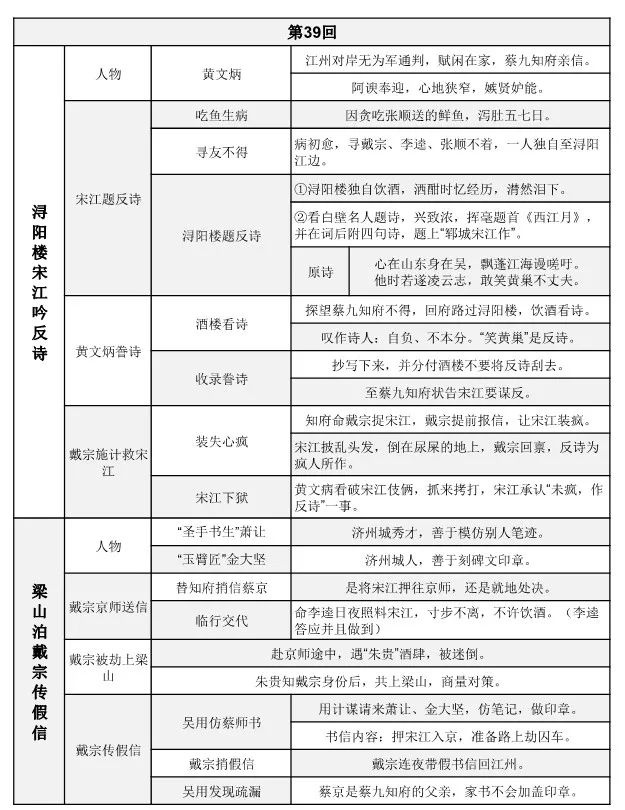 第39回
浔阳楼宋江吟反诗
人物
黄文炳
江州对岸无为军通判，赋闲在家，蔡九知府亲信。
阿谀奉迎，心地狭窄，嫉贤妒能。
宋江题反诗
吃鱼生病
因贪吃张顺送的鲜鱼，泻肚五七日。
寻友不得
病初愈，寻戴宗、李逵、张顺不着，一人独自至浔阳
江边。
浔阳楼题反诗
①浔阳楼独自饮酒，酒酣时忆经历，潸然泪下。
②看白壁名人题诗，兴致浓，挥毫题首《西江月》，
并在词后附四句诗，题上“郓城宋江作”。
原诗
心在山东身在吴，飘蓬江海谩嗟吁。
他时若遂凌云志，敢笑黄巢不丈夫。
黄文炳誊诗
酒楼看诗
探望蔡九知府不得，回府路过浔阳楼，饮酒看诗。
叹作诗人：自负、不本分。“笑黄巢”是反诗。
收录誊诗
抄写下来，并分付酒楼不要将反诗刮去。
至蔡九知府状告宋江要谋反。
戴宗施计救宋
江
装失心疯
知府命戴宗捉宋江，戴宗提前报信，让宋江装疯。
宋江披乱头发，倒在尿屎的地上，戴宗回禀，反诗为
疯人所作。
宋江下狱
黄文病看破宋江伎俩，抓来拷打，宋江承认“未疯，作
反诗”一事。
梁山泊戴宗传假信
人物
“圣手书生”萧让
济州城秀才，善于模仿别人笔迹。
“玉臂匠”金大坚
济州城人，善于刻碑文印章。
戴宗京师送信
替知府捎信蔡京
是将宋江押往京师，还是就地处决。
临行交代
命李逵日夜照料宋江，寸步不离，不许饮酒。（李逵
答应并且做到）
戴宗被劫上梁
山
赴京师途中，遇“朱贵”酒肆，被迷倒。
朱贵知戴宗身份后，共上梁山，商量对策。
戴宗传假信
吴用仿蔡师书
用计谋请来萧让、金大坚，仿笔记，做印章。
书信内容：押宋江入京，准备路上劫囚车。
戴宗捎假信
戴宗连夜带假书信回江州。
吴用发现疏漏
蔡京是蔡九知府的父亲，家书不会加盖印章。